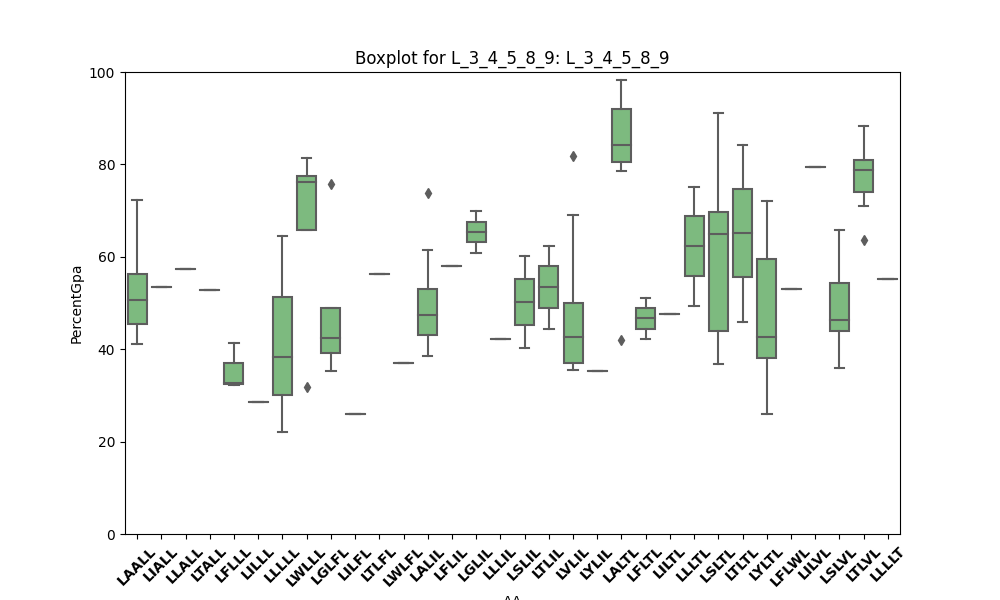 Boxplot for L_3_4_5_8_9: L_3_4_5_8_9
100
80
60
40
20
0
PercentGpa
LAALL LIALL LLALL LTALL LFLLL LILLL LLLLL LWLLL LGLFL LILFL LTLFL LWLFL LALIL LFLIL LGLIL LLLIL LSLIL LTLIL LVLIL LYLIL LALTL LFLTL LILTL LLLTL LSLTL LTLTL LYLTL LFLWL LILVL LSLVL LTLVL LLLLT
AA